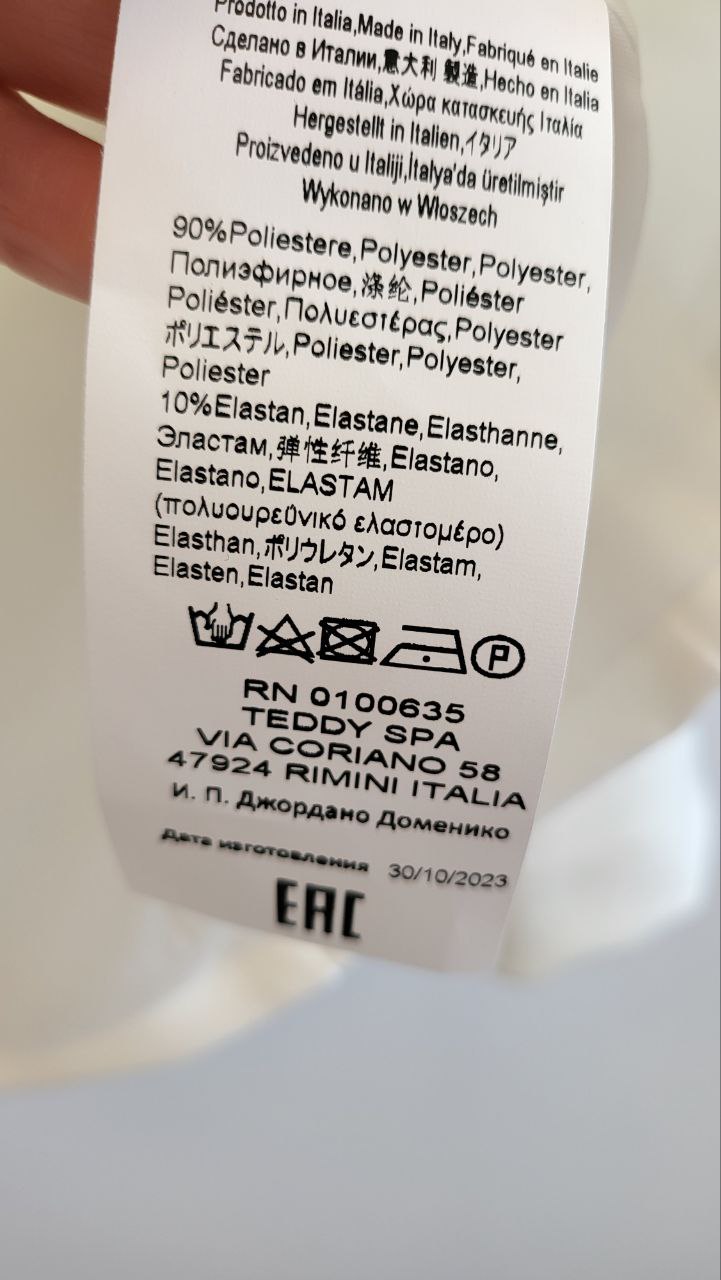 Prodotto in Italia,Made in Italy,Fabriqué en Italie
Сделано в Италии,意大利 製造,Hecho en Italia
Fabricado em Itália,Χώρα κατασκευής Ιταλία
Hergestellt in Italien,イタリア
Proizvedeno u Italiji,İtalya'da üretilmiştir
Wykonano w Włoszech
90%Poliestere,Polyester,Polyester,
Полиэфирное,涤纶,Poliéster
Poliéster,Πολυεστέρας,Polyester
ポリエステル,Poliester,Polyester,
Poliester
10%Elastan,Elastane,Elasthanne,
Эластам,弹性纤维,Elastano,
Elastano,ELASTAM
(πολυουρεθνικό ελαστομέρο)
Elasthan,ポリウレタン,Elastam,
Elasten,Elastan
P
RN 0100635
TEDDY SPA
VIA CORIANO 58
47924 RIMINI ITALIA
И. П. Джордано Доменико
Дата изготовления 30/10/2023
EAC